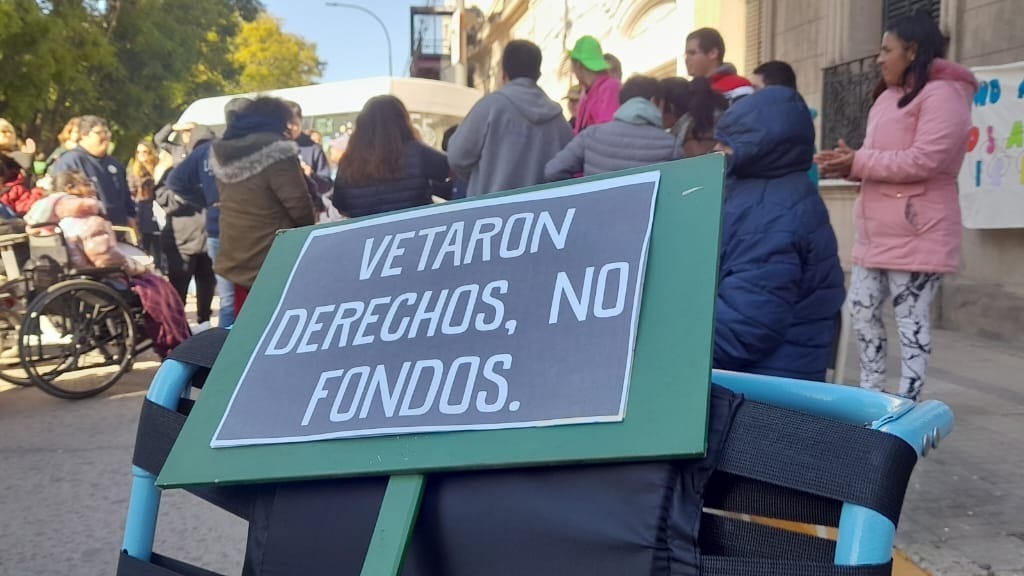 VETARON
DERECHOS, NO
FONDOS.